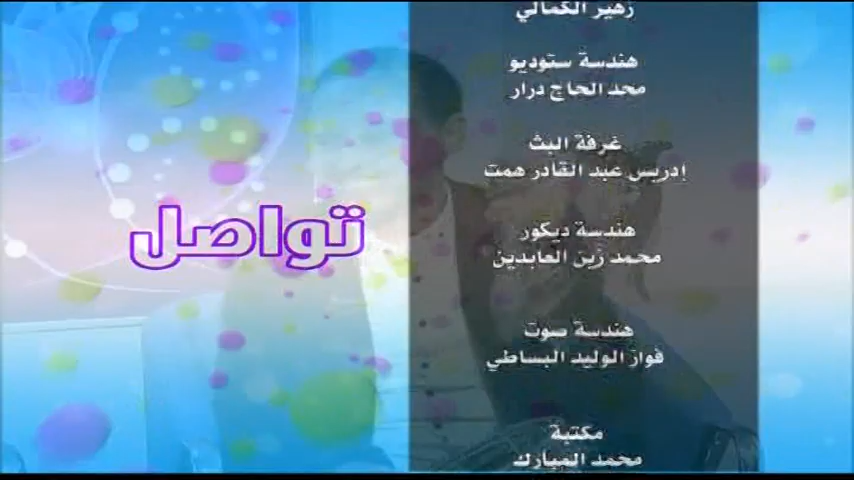 زهير الكمالي
هندسة ستوديو
محد الحاج درار
غرفة البث
إدريس عبد القادر همت
هندسة ديكور
محمد زين العابدين
هندسة صوت
فواز الوليد البساطي
مكتبة
محمد المبارك
تواصل